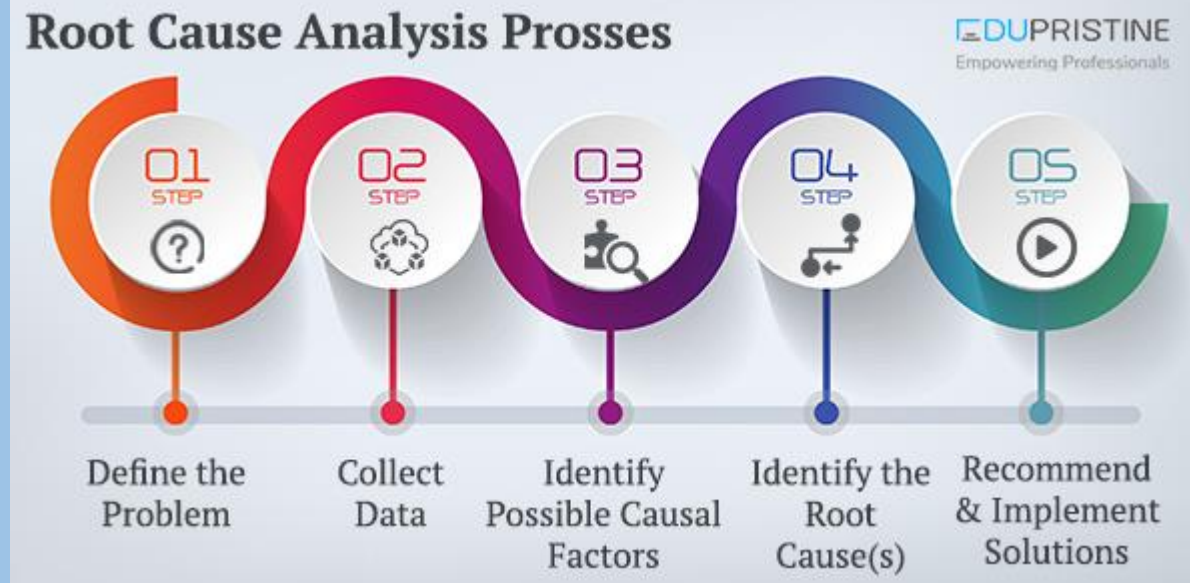 Root Cause Analysis Prosses
EDUPRISTINE
Empowering Professionals
01
STEP
02
STEP
03
STEP
04
STEP
05
STEP
Define the
Problem
Collect
Data
Identify
Possible Causal
Factors
Identify the
Root
Cause(s)
Recommend
& Implement
Solutions